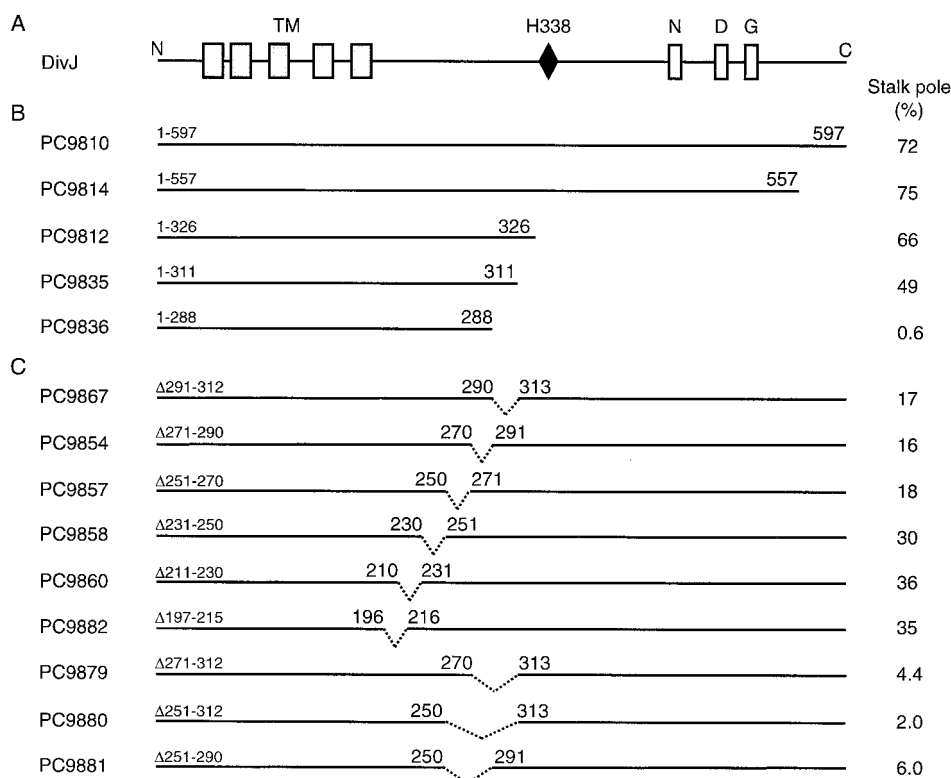 A
TM
H338
N
D
G
N
C
DivJ
Stalk pole
(%)
B
PC9810
1-597
597
72
PC9814
1-557
557
75
PC9812
1-326
326
66
PC9835
1-311
311
49
PC9836
1-288
288
0.6
C
PC9867
Δ291-312
290
313
17
PC9854
Δ271-290
270
291
16
PC9857
Δ251-270
250
271
18
PC9858
Δ231-250
230
251
30
PC9860
Δ211-230
210
231
36
PC9882
Δ197-215
196
216
35
PC9879
Δ271-312
270
313
4.4
PC9880
Δ251-312
250
313
2.0
PC9881
Δ251-290
250
291
6.0